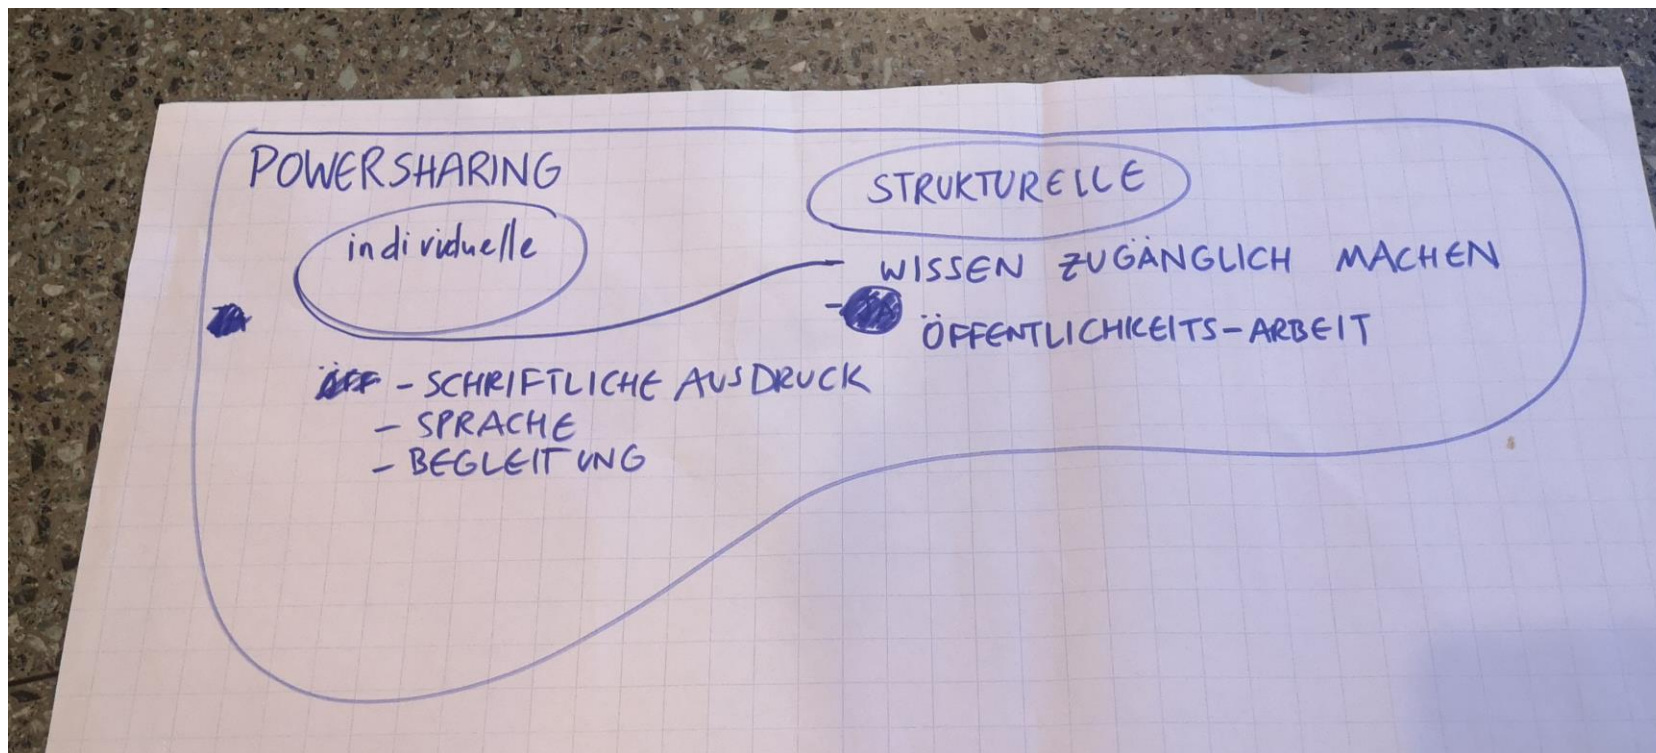 POWERSHARING
individuelle
- SCHRIFTLICHE AUSDRUCK
- SPRACHE
- BEGLEITUNG
STRUKTURELLE
WISSEN ZUGÄNGLICH MACHEN
- ÖFFENTLICHKEITS-ARBEIT